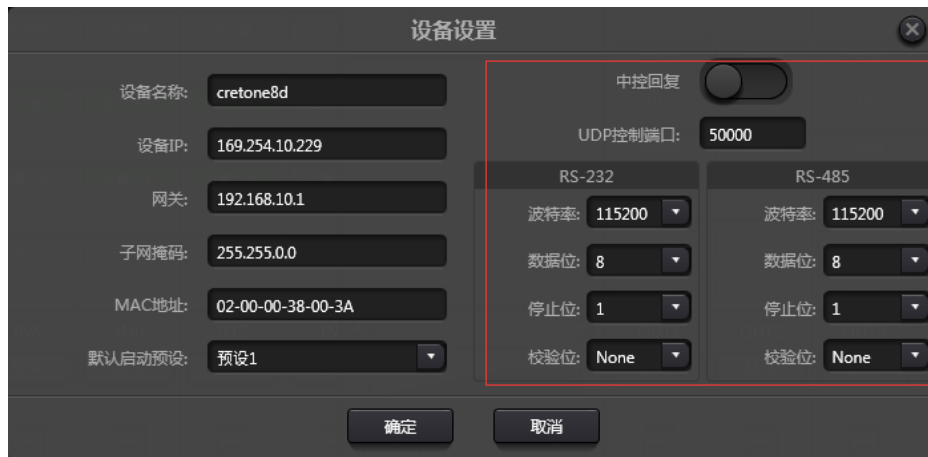 设备设置
设备名称: cretone8d
设备IP: 169.254.10.229
网关: 192.168.10.1
子网掩码: 255.255.0.0
MAC地址: 02-00-00-38-00-3A
默认启动预设: 预设1
中控回复
UDP控制端口: 50000
RS-232
波特率: 115200
数据位: 8
停止位: 1
校验位: None
RS-485
波特率: 115200
数据位: 8
停止位: 1
校验位: None
确定 取消